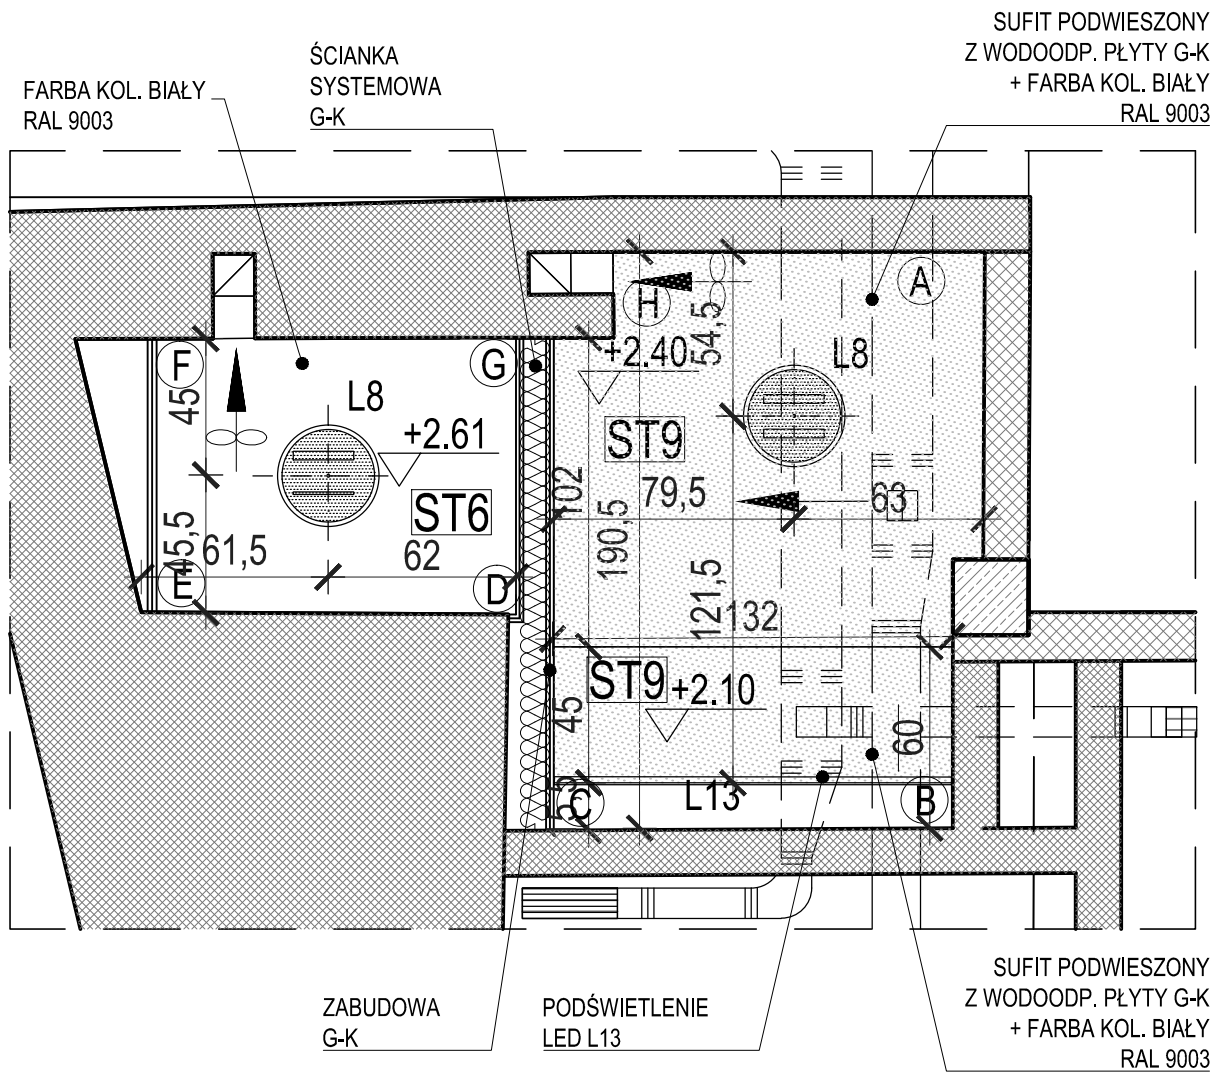 SUFIT PODWIESZONY
Z WODOODP. PŁYTY G-K
+ FARBA KOL. BIAŁY
RAL 9003
ŚCIANKA
SYSTEMOWA
G-K
FARBA KOL. BIAŁY
RAL 9003
A
H
54,5
+2.40
L8
F
G
45
L8
+2.61
ST9
ST6
102
79,5
63
190,5
45,5
61,5
62
E
D
121,5
132
ST9
+2.10
45
60
C
L13
B
ZABUDOWA
G-K
PODŚWIETLENIE
LED L13
SUFIT PODWIESZONY
Z WODOODP. PŁYTY G-K
+ FARBA KOL. BIAŁY
RAL 9003